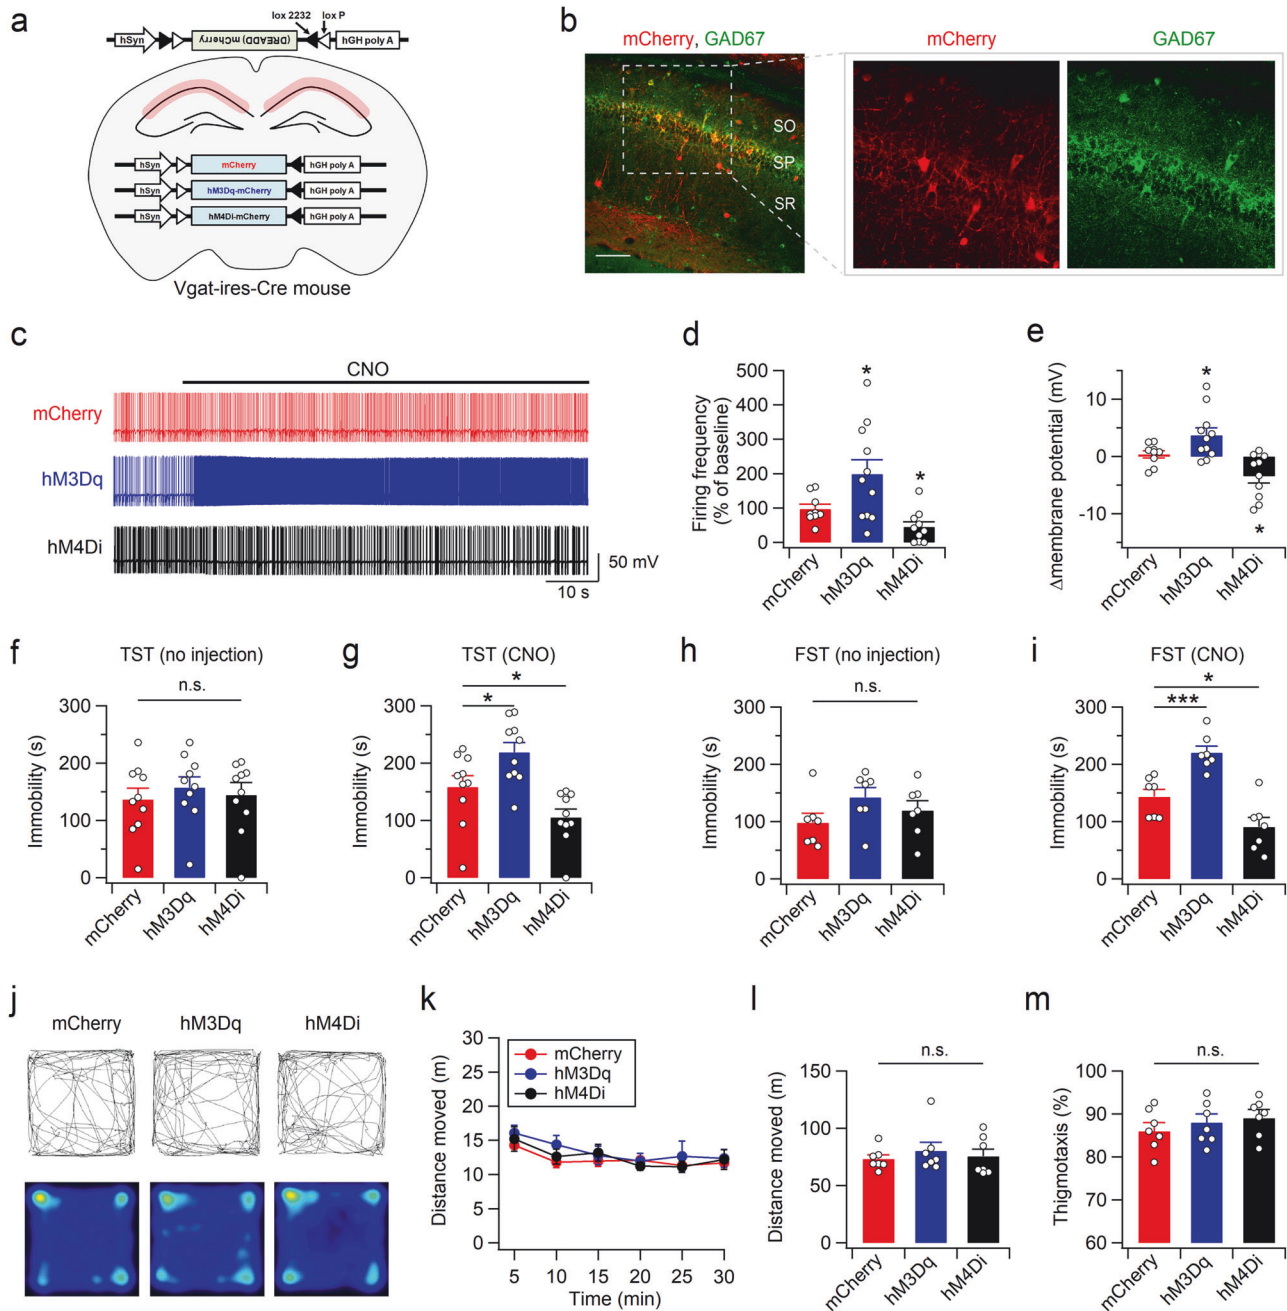 a
lox 2232
lox P
hSyn
(DREADD) mCherry
hGH poly A
hSyn
mCherry
hGH poly A
hSyn
hM3Dq-mCherry
hGH poly A
hSyn
hM4Di-mCherry
hGH poly A
Vgat-ires-Cre mouse
b
mCherry, GAD67
mCherry
GAD67
SO
SP
SR
c
CNO
mCherry
hM3Dq
hM4Di
50 mV
10 s
d
Firing frequency
(% of baseline)
500
400
300
200
100
0
*
*
mCherry
hM3Dq
hM4Di
e
Δmembrane potential (mV)
10
0
-10
*
*
mCherry
hM3Dq
hM4Di
f
TST (no injection)
n.s.
Immobility (s)
300
200
100
0
mCherry
hM3Dq
hM4Di
g
TST (CNO)
*
*
Immobility (s)
300
200
100
0
mCherry
hM3Dq
hM4Di
h
FST (no injection)
n.s.
Immobility (s)
300
200
100
0
mCherry
hM3Dq
hM4Di
i
FST (CNO)
*
***
Immobility (s)
300
200
100
0
mCherry
hM3Dq
hM4Di
j
mCherry
hM3Dq
hM4Di
k
Distance moved (m)
30
25
20
15
10
5
0
mCherry
hM3Dq
hM4Di
5
10
15
20
25
30
Time (min)
l
n.s.
Distance moved (m)
150
100
50
0
mCherry
hM3Dq
hM4Di
m
n.s.
Thigmotaxis (%)
100
90
80
70
60
mCherry
hM3Dq
hM4Di